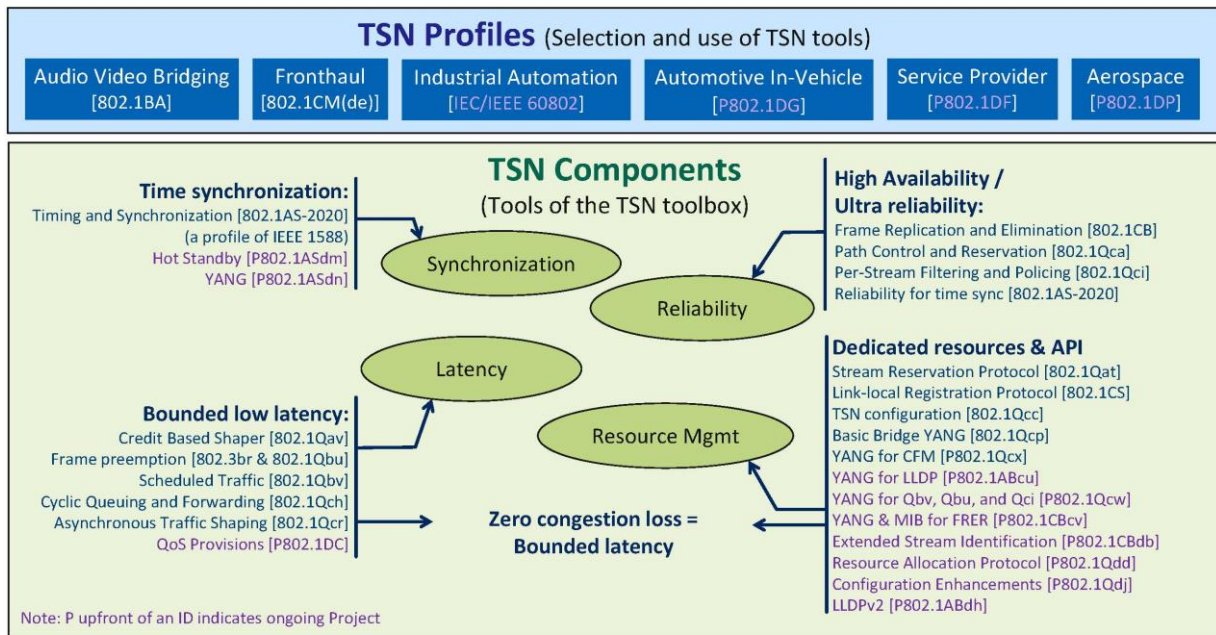 TSN Profiles (Selection and use of TSN tools)
Audio Video Bridging
[802.1BA]
Fronthaul
[802.1CM(de)]
Industrial Automation
[IEC/IEEE 60802]
Automotive In-Vehicle
[P802.1DG]
Service Provider
[P802.1DF]
Aerospace
[P802.1DP]
TSN Components
(Tools of the TSN toolbox)
Time synchronization:
Timing and Synchronization [802.1AS-2020]
(a profile of IEEE 1588)
Hot Standby [P802.1ASdm]
YANG [P802.1ASdn]
Synchronization
High Availability /
Ultra reliability:
Frame Replication and Elimination [802.1CB]
Path Control and Reservation [802.1Qca]
Per-Stream Filtering and Policing [802.1Qci]
Reliability for time sync [802.1AS-2020]
Reliability
Latency
Bounded low latency:
Credit Based Shaper [802.1Qav]
Frame preemption [802.3br & 802.1Qbu]
Scheduled Traffic [802.1Qbv]
Cyclic Queuing and Forwarding [802.1Qch]
Asynchronous Traffic Shaping [802.1Qcr]
QoS Provisions [P802.1DC]
Resource Mgmt
Dedicated resources & API
Stream Reservation Protocol [802.1Qat]
Link-local Registration Protocol [802.1CS]
TSN configuration [802.1Qcc]
Basic Bridge YANG [802.1Qcp]
YANG for CFM [P802.1Qcx]
YANG for LLDP [P802.1ABcu]
YANG for Qbv, Qbu, and Qci [P802.1Qcw]
YANG & MIB for FRER [P802.1CBcv]
Extended Stream Identification [P802.1CBdb]
Resource Allocation Protocol [P802.1Qdd]
Configuration Enhancements [P802.1Qdj]
LLDPv2 [P802.1ABdh]
Zero congestion loss =
Bounded latency
Note: P upfront of an ID indicates ongoing Project